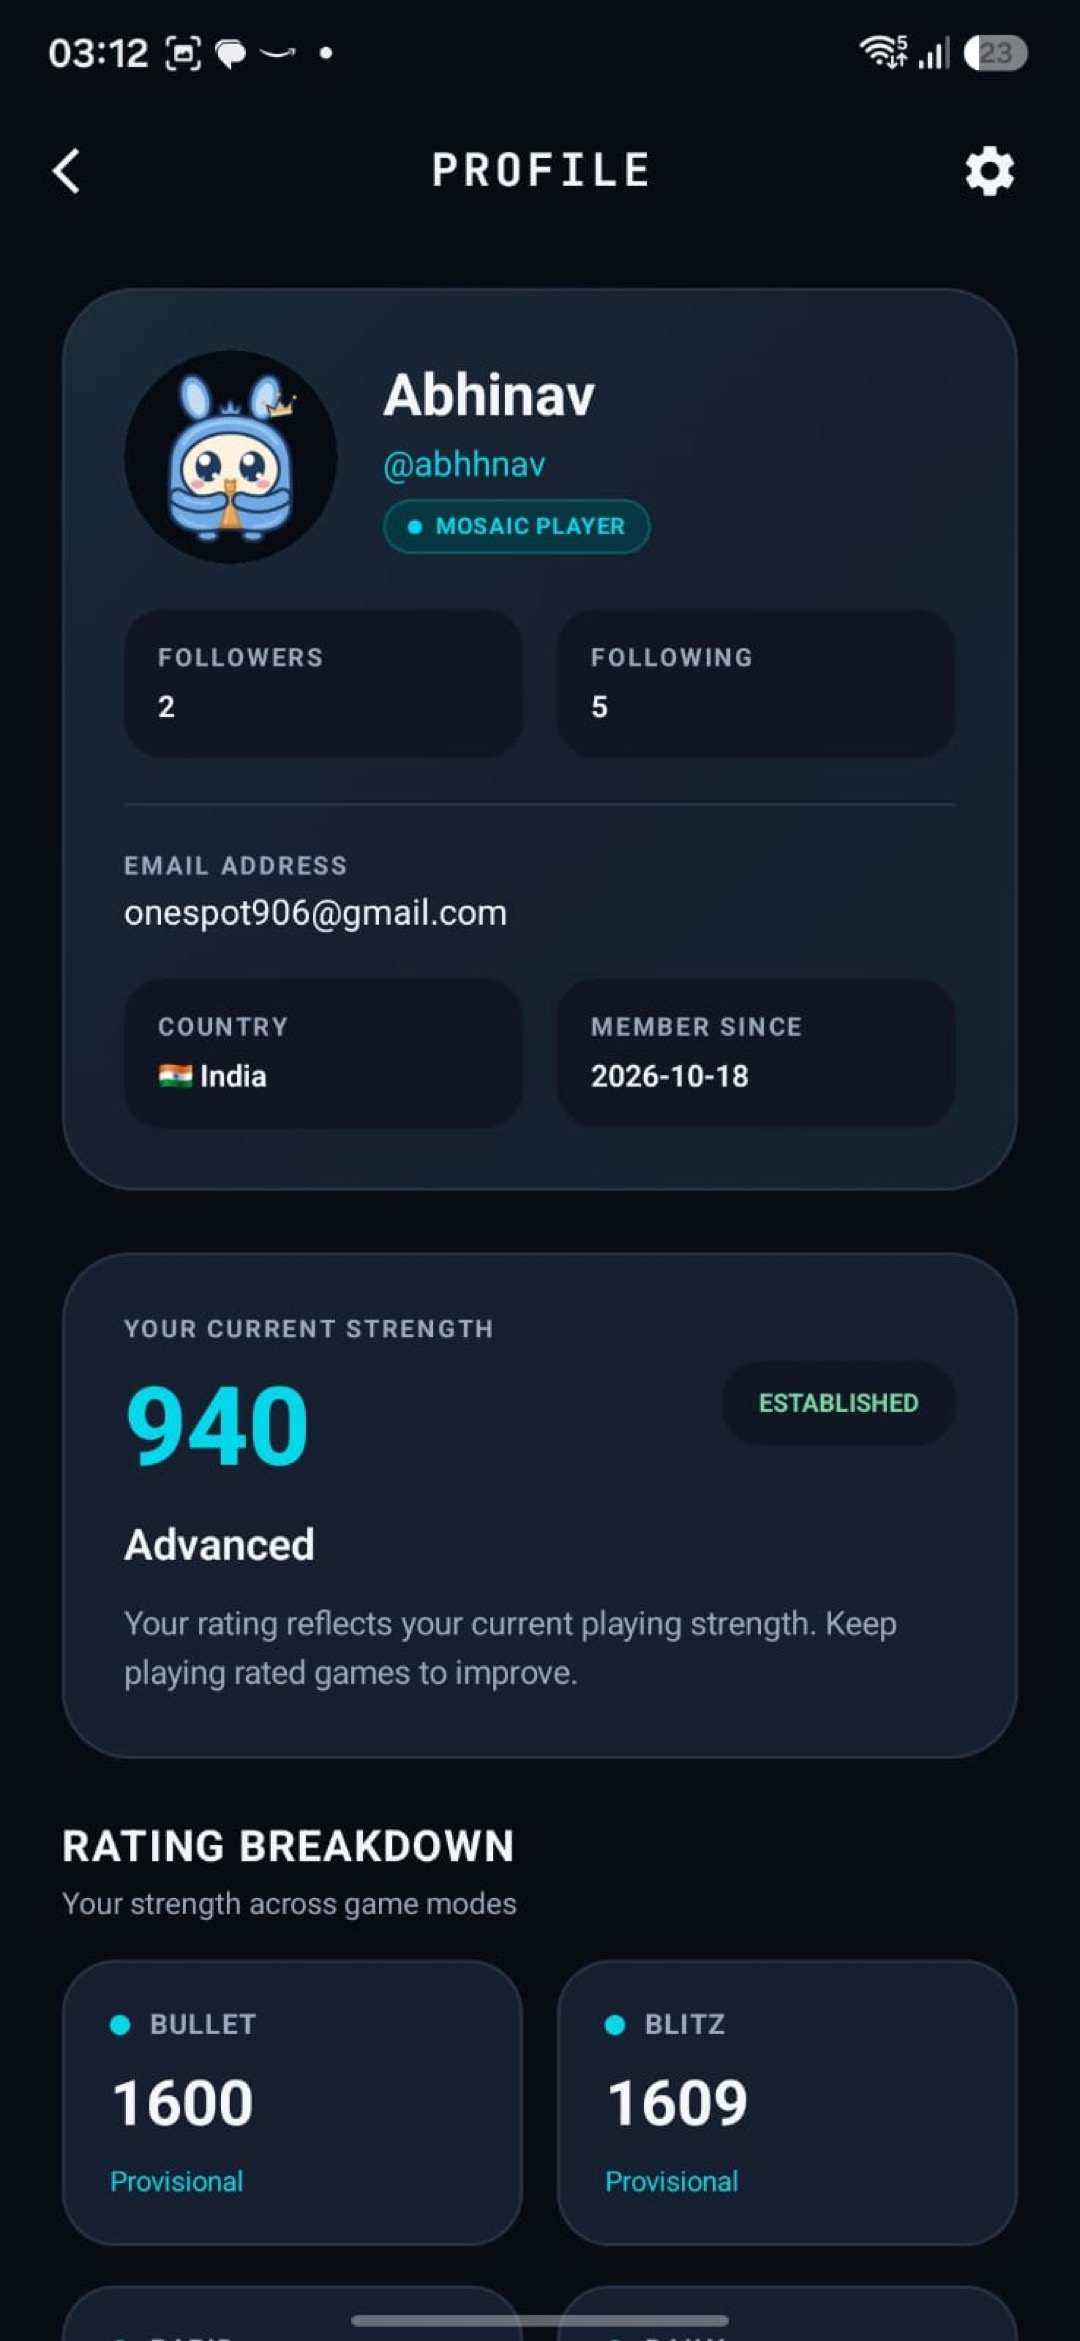 03:12
5
23
PROFILE
Abhinav
@abhhnav
MOSAIC PLAYER
FOLLOWERS
2
FOLLOWING
5
EMAIL ADDRESS
onespot906@gmail.com
COUNTRY
🇮🇳 India
MEMBER SINCE
2026-10-18
YOUR CURRENT STRENGTH
940
ESTABLISHED
Advanced
Your rating reflects your current playing strength. Keep
playing rated games to improve.
RATING BREAKDOWN
Your strength across game modes
BULLET
1600
Provisional
BLITZ
1609
Provisional